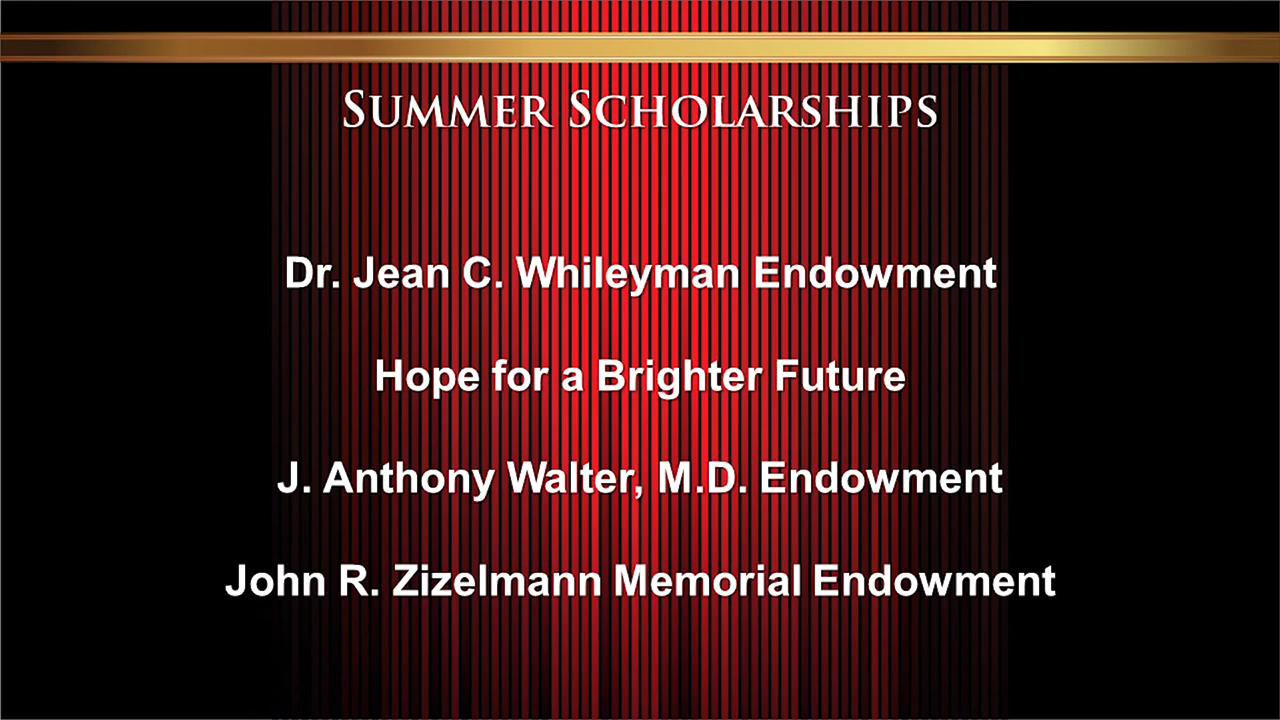 Summer Scholarships
Dr. Jean C. Whileyman Endowment
Hope for a Brighter Future
J. Anthony Walter, M.D. Endowment
John R. Zizelmann Memorial Endowment